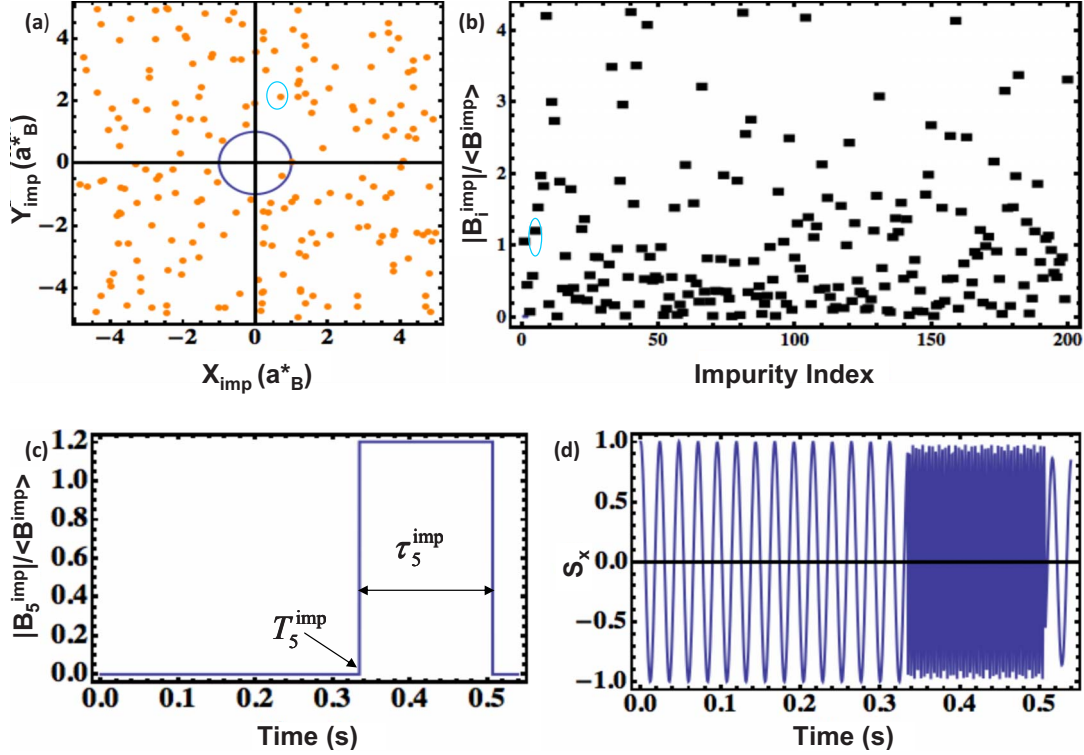 (a)
Y_imp (a*_B)
4
2
0
−2
−4
−4 −2 0 2 4
X_imp (a*_B)
(b)
|B_i^imp|/<B^imp>
4
3
2
1
0
0 50 100 150 200
Impurity Index
(c)
|B_5^imp|/<B^imp>
1.2
1.0
0.8
0.6
0.4
0.2
0.0
τ_5^imp
T_5^imp
0.0 0.1 0.2 0.3 0.4 0.5
Time (s)
(d)
S_x
1.0
0.5
0.0
−0.5
−1.0
0.0 0.1 0.2 0.3 0.4 0.5
Time (s)